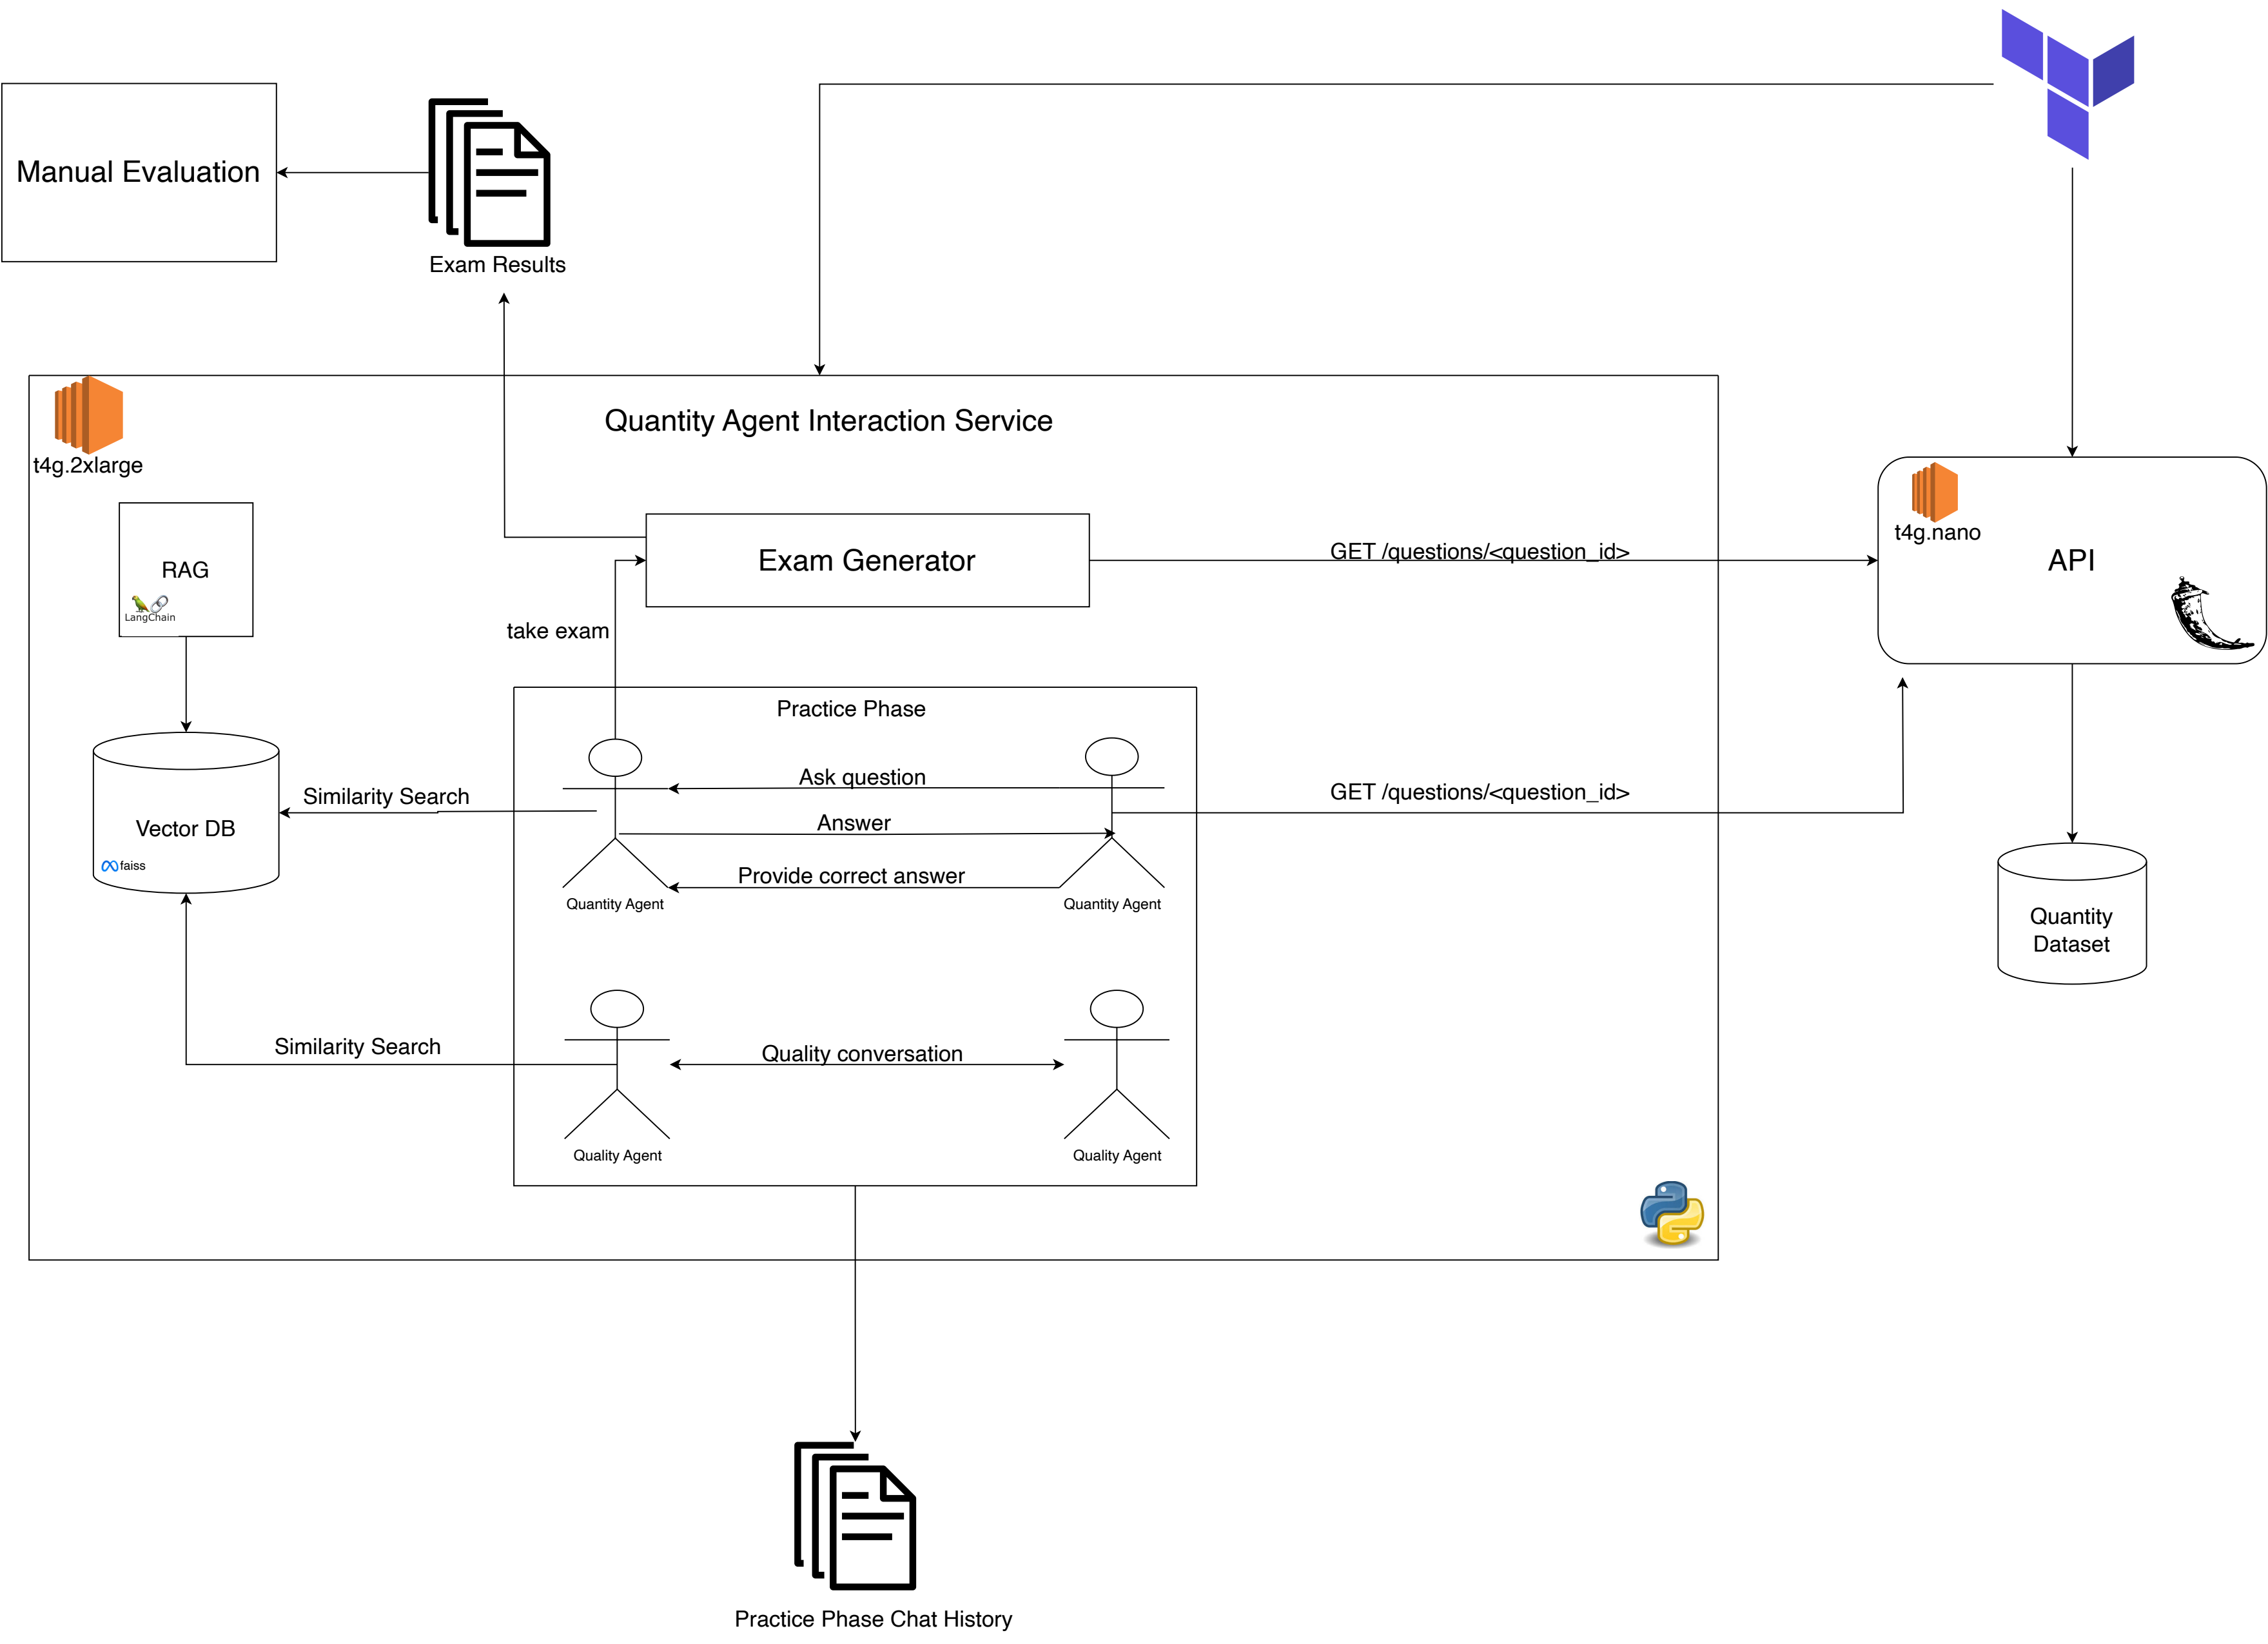 Manual Evaluation
Exam Results
Quantity Agent Interaction Service
t4g.2xlarge
RAG
LangChain
Exam Generator
GET /questions/<question_id>
t4g.nano
API
take exam
Practice Phase
Ask question
Similarity Search
GET /questions/<question_id>
Answer
Vector DB
faiss
Provide correct answer
Quantity Agent
Quantity Agent
Quantity
Dataset
Similarity Search
Quality conversation
Quality Agent
Quality Agent
Practice Phase Chat History